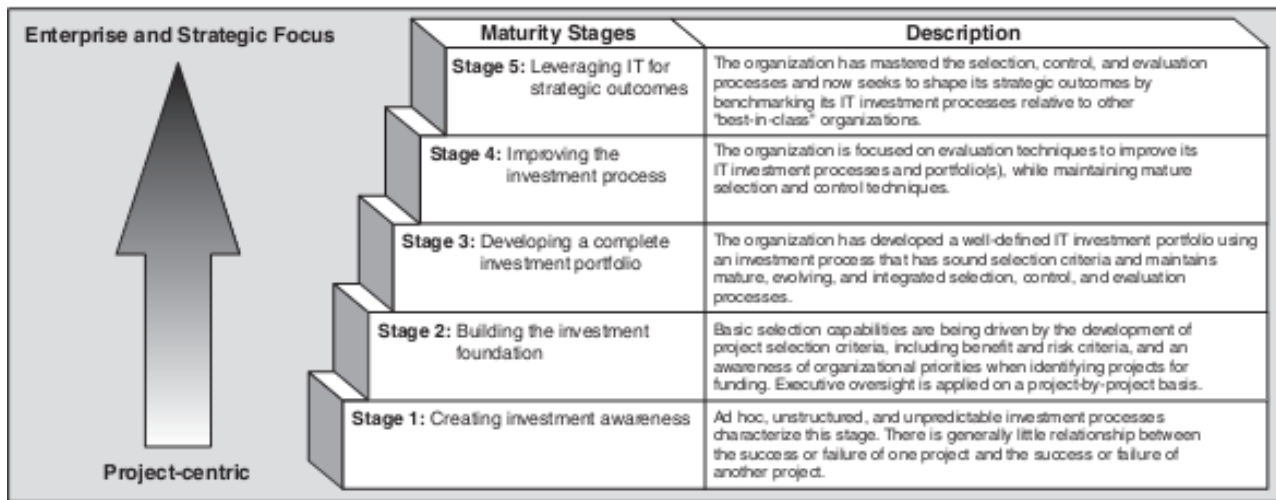 Enterprise and Strategic Focus
Project-centric
Maturity Stages
Description
Stage 5: Leveraging IT for
strategic outcomes
The organization has mastered the selection, control, and evaluation
processes and now seeks to shape its strategic outcomes by
benchmarking its IT investment processes relative to other
"best-in-class" organizations.
Stage 4: Improving the
investment process
The organization is focused on evaluation techniques to improve its
IT investment processes and portfolio(s), while maintaining mature
selection and control techniques.
Stage 3: Developing a complete
investment portfolio
The organization has developed a well-defined IT investment portfolio using
an investment process that has sound selection criteria and maintains
mature, evolving, and integrated selection, control, and evaluation
processes.
Stage 2: Building the investment
foundation
Basic selection capabilities are being driven by the development of
project selection criteria, including benefit and risk criteria, and an
awareness of organizational priorities when identifying projects for
funding. Executive oversight is applied on a project-by-project basis.
Stage 1: Creating investment awareness
Ad hoc, unstructured, and unpredictable investment processes
characterize this stage. There is generally little relationship between
the success or failure of one project and the success or failure of
another project.